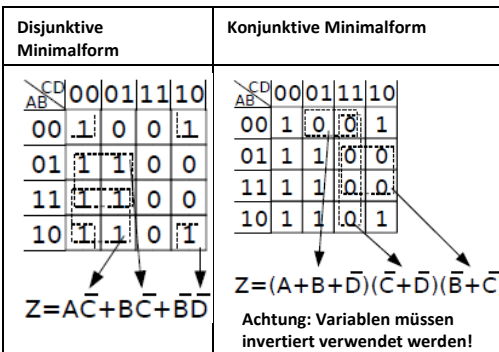 Disjunktive
Minimalform
Konjunktive Minimalform
CD
AB
00 01 11 10
00 1 0 0 1
01 1 1 0 0
11 1 1 0 0
10 1 1 0 1
Z=AC̅+BC̅+B̅D̅
CD
AB
00 01 11 10
00 1 0 0 1
01 1 1 0 0
11 1 1 0 0
10 1 1 0 1
Z=(A+B+D̅)(C̅+D̅)(B̅+C̅
Achtung: Variablen müssen
invertiert verwendet werden!